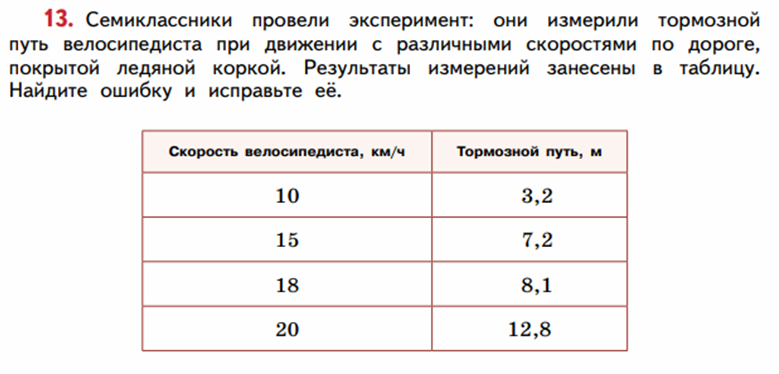 13. Семиклассники провели эксперимент: они измерили тормозной
путь велосипедиста при движении с различными скоростями по дороге,
покрытой ледяной коркой. Результаты измерений занесены в таблицу.
Найдите ошибку и исправьте её.
Скорость велосипедиста, км/ч Тормозной путь, м
10 3,2
15 7,2
18 8,1
20 12,8